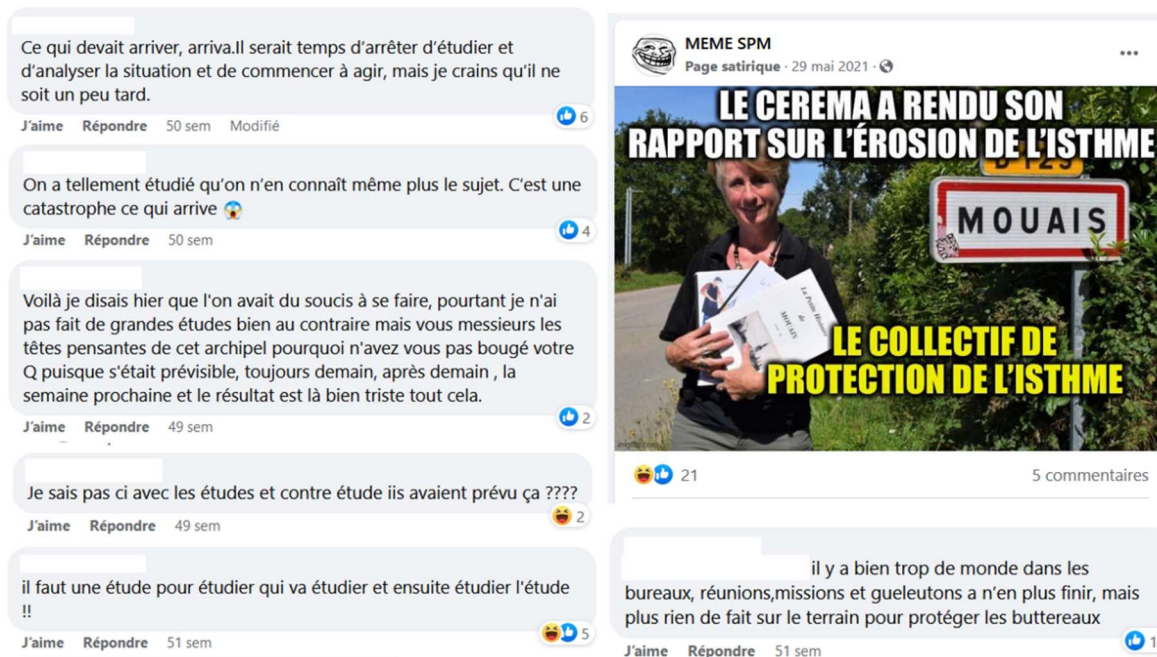 Ce qui devait arriver, arriva.Il serait temps d'arrêter d'étudier et
d'analyser la situation et de commencer à agir, mais je crains qu'il ne
soit un peu tard.
6
J'aime Répondre 50 sem Modifié
On a tellement étudié qu'on n'en connaît même plus le sujet. C'est une
catastrophe ce qui arrive 😱
4
J'aime Répondre 50 sem
Voilà je disais hier que l'on avait du soucis à se faire, pourtant je n'ai
pas fait de grandes études bien au contraire mais vous messieurs les
têtes pensantes de cet archipel pourquoi n'avez vous pas bougé votre
Q puisque s'était prévisible, toujours demain, après demain , la
semaine prochaine et le résultat est là bien triste tout cela.
2
J'aime Répondre 49 sem
Je sais pas ci avec les études et contre étude iis avaient prévu ça ????
2
J'aime Répondre 49 sem
il faut une étude pour étudier qui va étudier et ensuite étudier l'étude
!!
5
J'aime Répondre 51 sem
MEME SPM
Page satirique · 29 mai 2021 ·
LE CEREMA A RENDU SON
RAPPORT SUR L'ÉROSION DE L'ISTHME
D 123
MOUAIS
La Petite Histoire
de
MOUAIS
LE COLLECTIF DE
PROTECTION DE L'ISTHME
21 5 commentaires
il y a bien trop de monde dans les
bureaux, réunions,missions et gueleutons a n'en plus finir, mais
plus rien de fait sur le terrain pour protéger les buttereaux
1
J'aime Répondre 51 sem